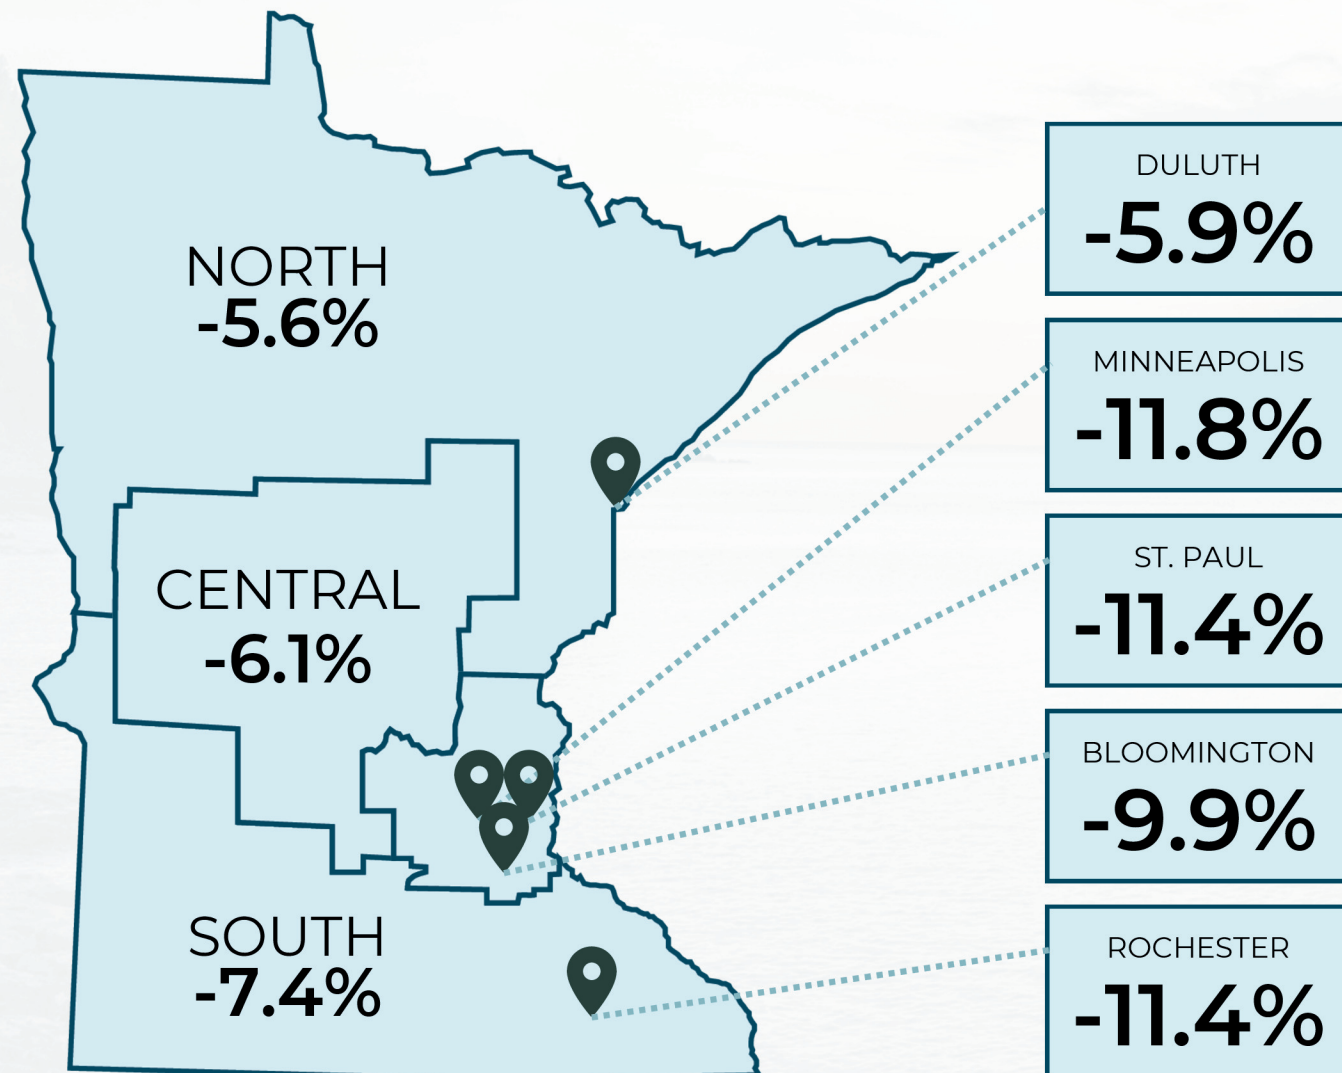 NORTH
-5.6%
CENTRAL
-6.1%
SOUTH
-7.4%
DULUTH
-5.9%
MINNEAPOLIS
-11.8%
ST. PAUL
-11.4%
BLOOMINGTON
-9.9%
ROCHESTER
-11.4%